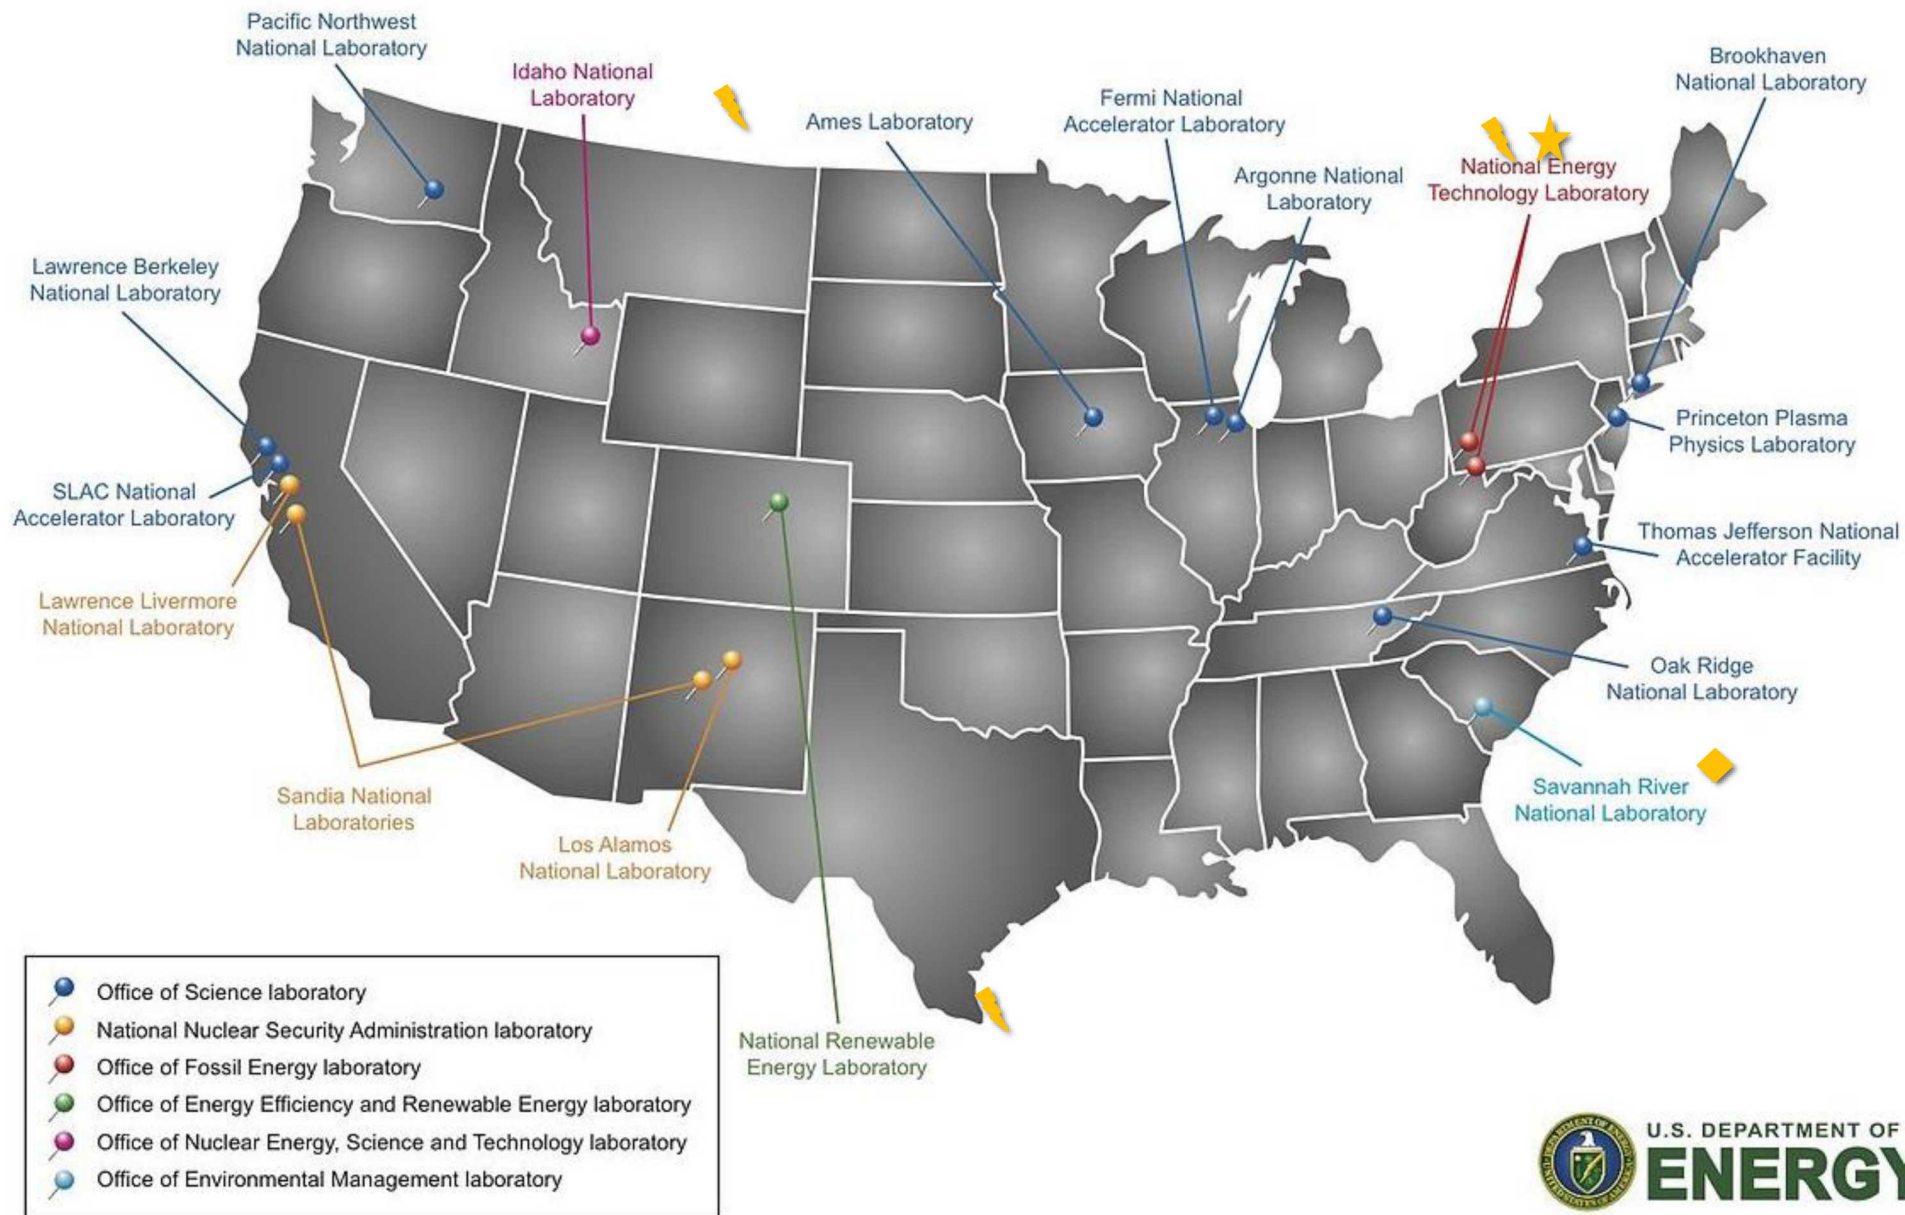 Pacific Northwest
National Laboratory
Idaho National
Laboratory
Ames Laboratory
Fermi National
Accelerator Laboratory
Argonne National
Laboratory
National Energy
Technology Laboratory
Brookhaven
National Laboratory
Lawrence Berkeley
National Laboratory
SLAC National
Accelerator Laboratory
Lawrence Livermore
National Laboratory
Princeton Plasma
Physics Laboratory
Thomas Jefferson National
Accelerator Facility
Oak Ridge
National Laboratory
Savannah River
National Laboratory
Sandia National
Laboratories
Los Alamos
National Laboratory
National Renewable
Energy Laboratory
Office of Science laboratory
National Nuclear Security Administration laboratory
Office of Fossil Energy laboratory
Office of Energy Efficiency and Renewable Energy laboratory
Office of Nuclear Energy, Science and Technology laboratory
Office of Environmental Management laboratory
U.S. DEPARTMENT OF
ENERGY